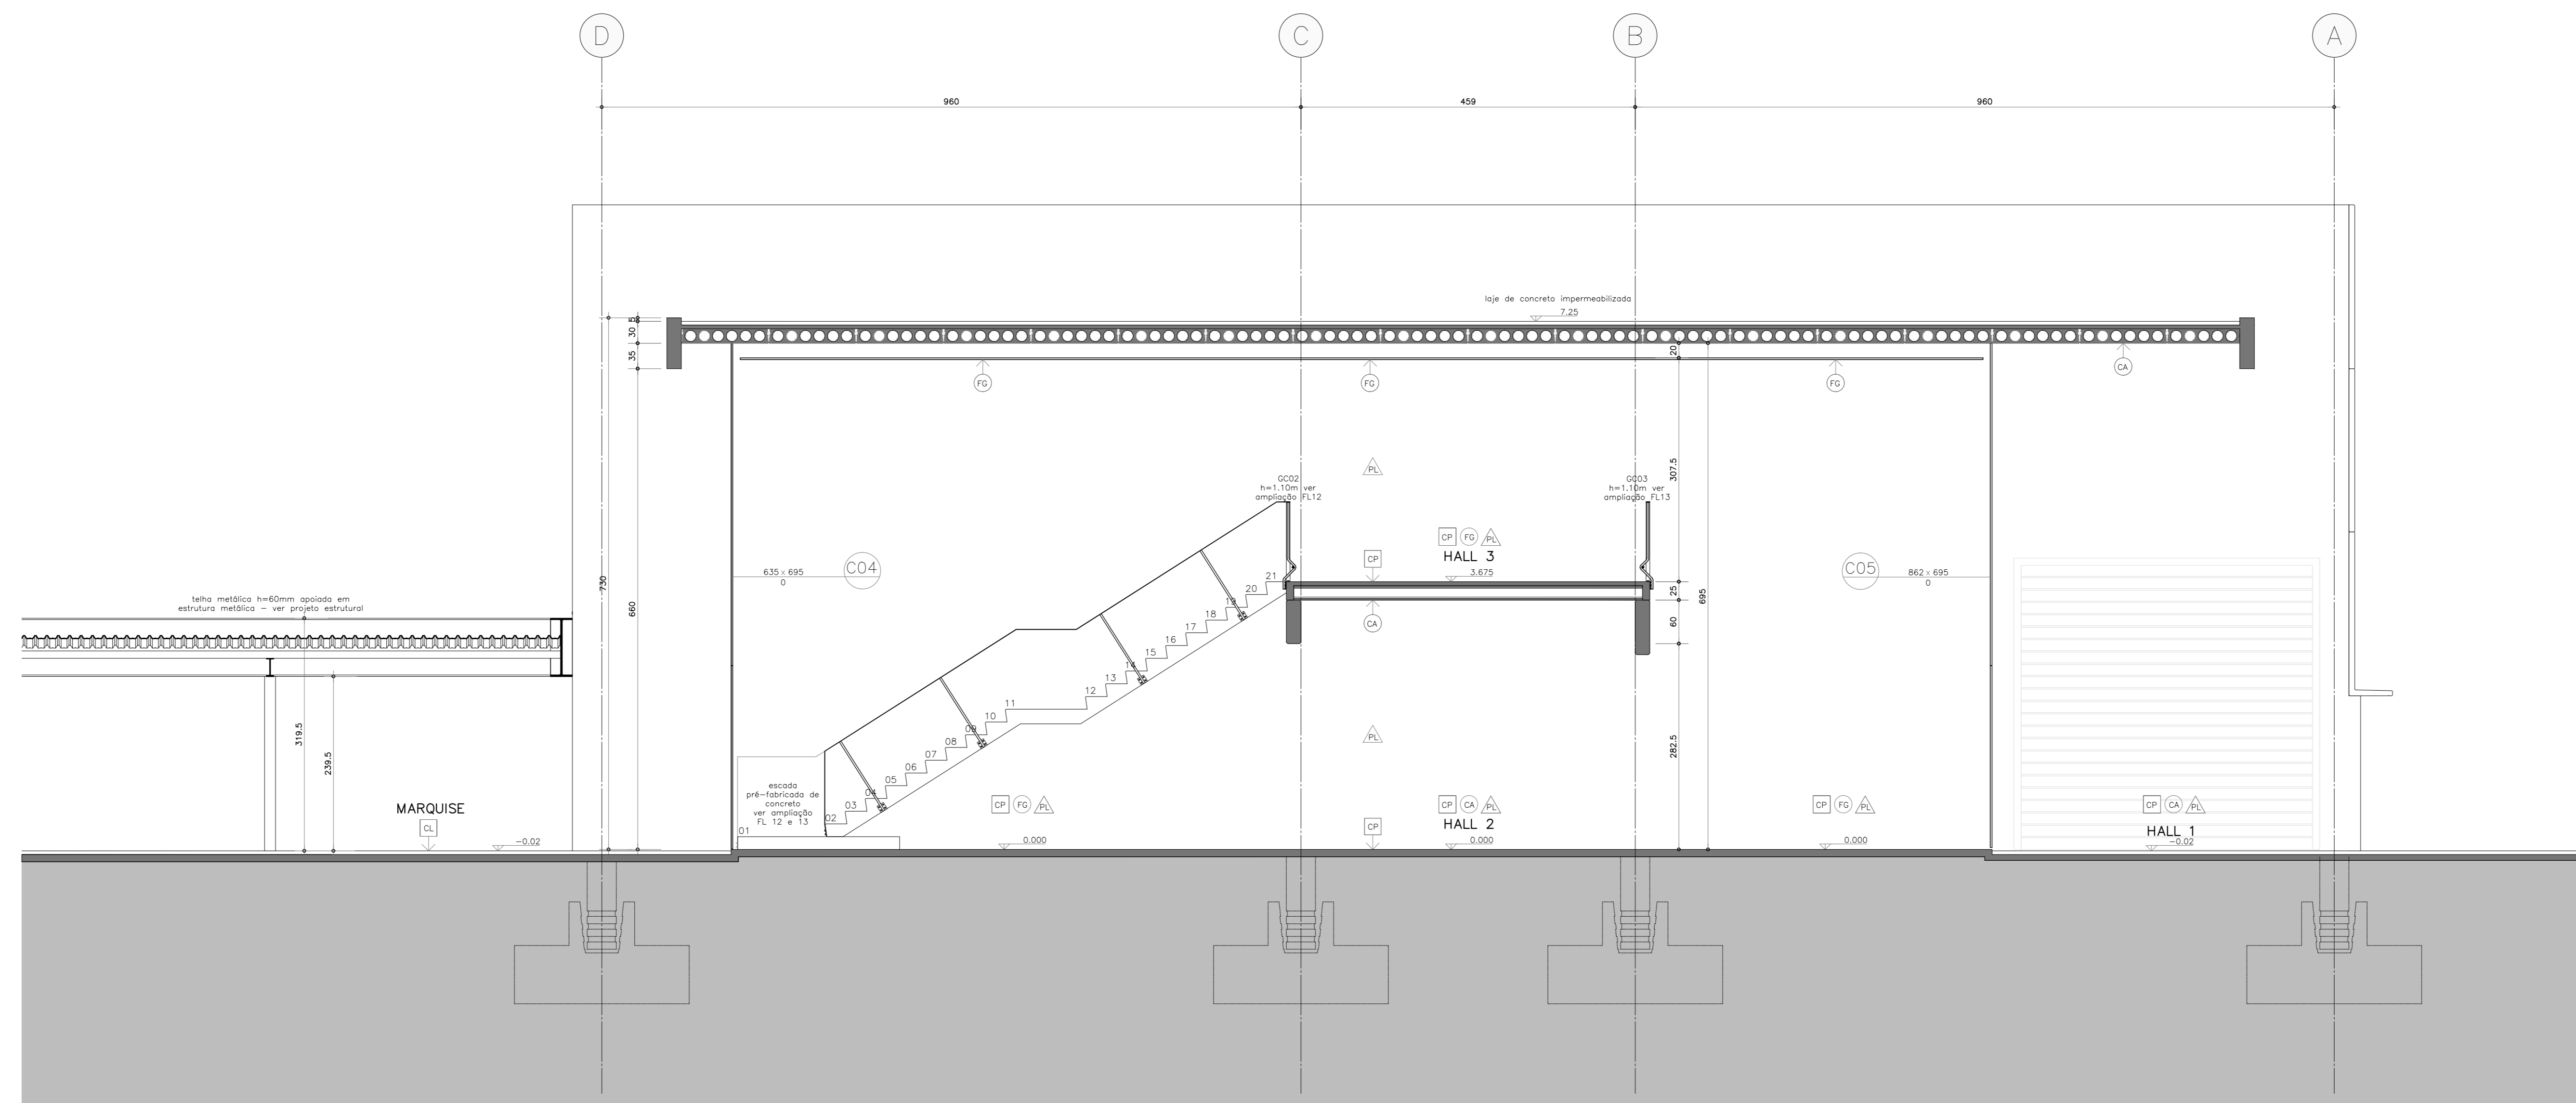 D
C
B
A
960
459
960
laje de concreto impermeabilizada
7.25
5
30
35
20
FG
FG
FG
CA
PL
307.5
GC02
h=1.10m ver
ampliação FL12
GC03
h=1.10m ver
ampliação FL13
CP FG PL
HALL 3
CP
3.675
C04
635 x 695
0
C05
862 x 695
0
730
660
25
695
60
CA
telha metálica h=60mm apoiada em
estrutura metálica – ver projeto estrutural
319.5
239.5
282.5
PL
21
20
19
18
17
16
15
14
13
12
11
10
09
08
07
06
05
04
03
02
01
escada
pré-fabricada de
concreto
ver ampliação
FL 12 e 13
MARQUISE
CL
-0.02
CP FG PL
0.000
CP CA PL
HALL 2
CP
0.000
CP FG PL
0.000
CP CA PL
HALL 1
-0.02